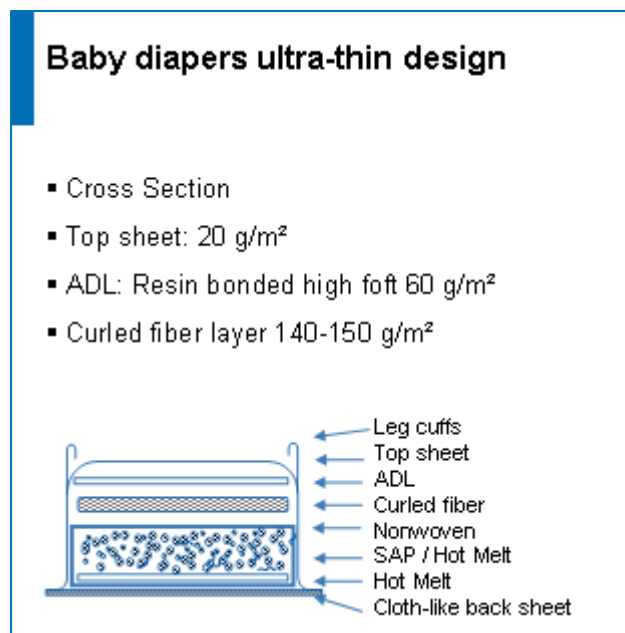 Baby diapers ultra-thin design
▪ Cross Section
▪ Top sheet: 20 g/m²
▪ ADL: Resin bonded high foft 60 g/m²
▪ Curled fiber layer 140-150 g/m²
Leg cuffs
Top sheet
ADL
Curled fiber
Nonwoven
SAP / Hot Melt
Hot Melt
Cloth-like back sheet